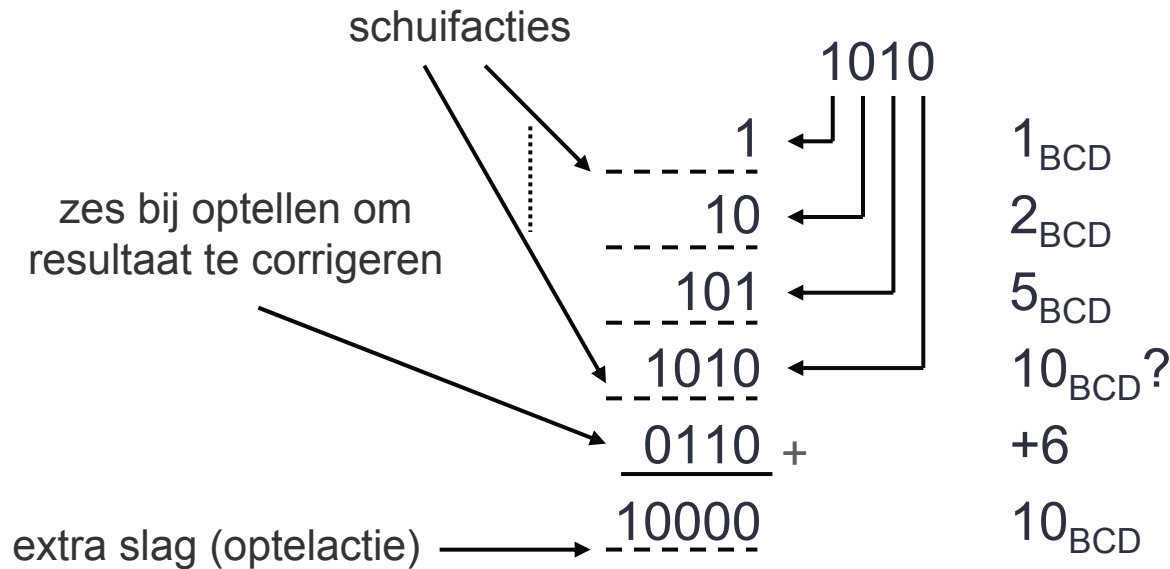 schuifacties
1010
1 1BCD
zes bij optellen om
resultaat te corrigeren
10 2BCD
101 5BCD
1010 10BCD?
0110 + +6
10000 10BCD
extra slag (optelactie)